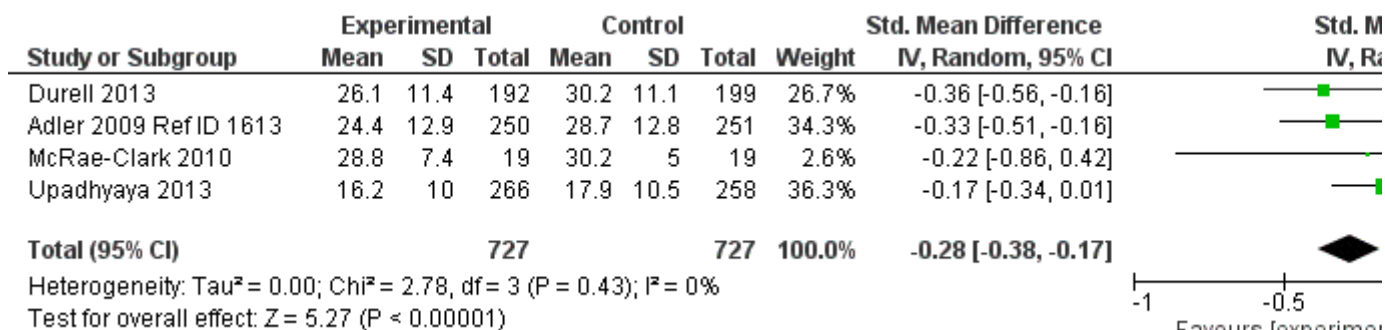 Experimental Control Std. Mean Difference Std. M
Study or Subgroup Mean SD Total Mean SD Total Weight IV, Random, 95% CI IV, Ra
Durell 2013 26.1 11.4 192 30.2 11.1 199 26.7% -0.36 [-0.56, -0.16]
Adler 2009 Ref ID 1613 24.4 12.9 250 28.7 12.8 251 34.3% -0.33 [-0.51, -0.16]
McRae-Clark 2010 28.8 7.4 19 30.2 5 19 2.6% -0.22 [-0.86, 0.42]
Upadhyaya 2013 16.2 10 266 17.9 10.5 258 36.3% -0.17 [-0.34, 0.01]
Total (95% CI) 727 727 100.0% -0.28 [-0.38, -0.17]
Heterogeneity: Tau² = 0.00; Chi² = 2.78, df = 3 (P = 0.43); I² = 0%
Test for overall effect: Z = 5.27 (P < 0.00001)
-1 -0.5
Favours [experimen